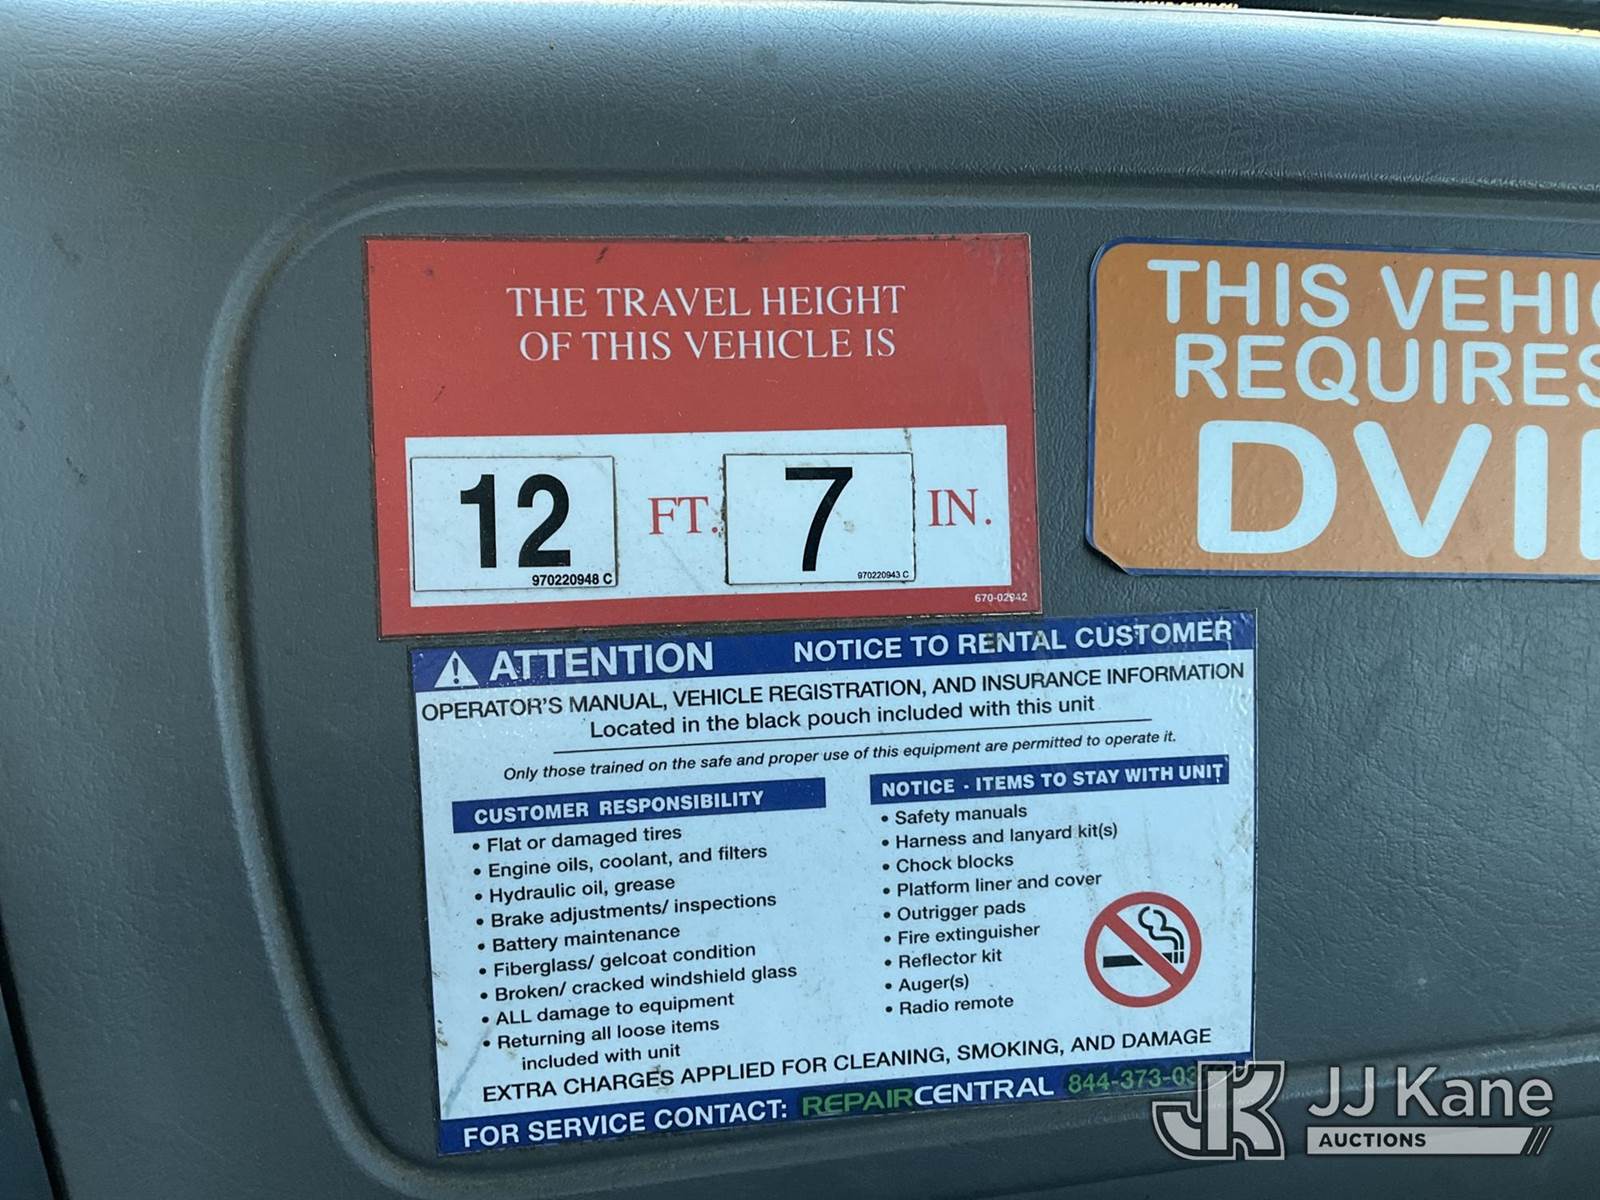 THE TRAVEL HEIGHT
OF THIS VEHICLE IS
12 FT. 7 IN.
970220948 C
970220943 C
670-02942
THIS
REQUIRES
ATTENTION NOTICE TO RENTAL CUSTOMER
OPERATOR'S MANUAL, VEHICLE REGISTRATION, AND INSURANCE INFORMATION
Located in the black pouch included with this unit
Only those trained on the safe and proper use of this equipment are permitted to operate it.
CUSTOMER RESPONSIBILITY
• Flat or damaged tires
• Engine oils, coolant, and filters
• Hydraulic oil, grease
• Brake adjustments/ inspections
• Battery maintenance
• Fiberglass/ gelcoat condition
• Broken/ cracked windshield glass
• ALL damage to equipment
• Returning all loose items
included with unit
NOTICE - ITEMS TO STAY WITH UNIT
• Safety manuals
• Harness and lanyard kit(s)
• Chock blocks
• Platform liner and cover
• Outrigger pads
• Fire extinguisher
• Reflector kit
• Auger(s)
• Radio remote
EXTRA CHARGES APPLIED FOR CLEANING, SMOKING, AND DAMAGE
FOR SERVICE CONTACT: REPAIRCENTRAL
JK JJ Kane
AUCTIONS